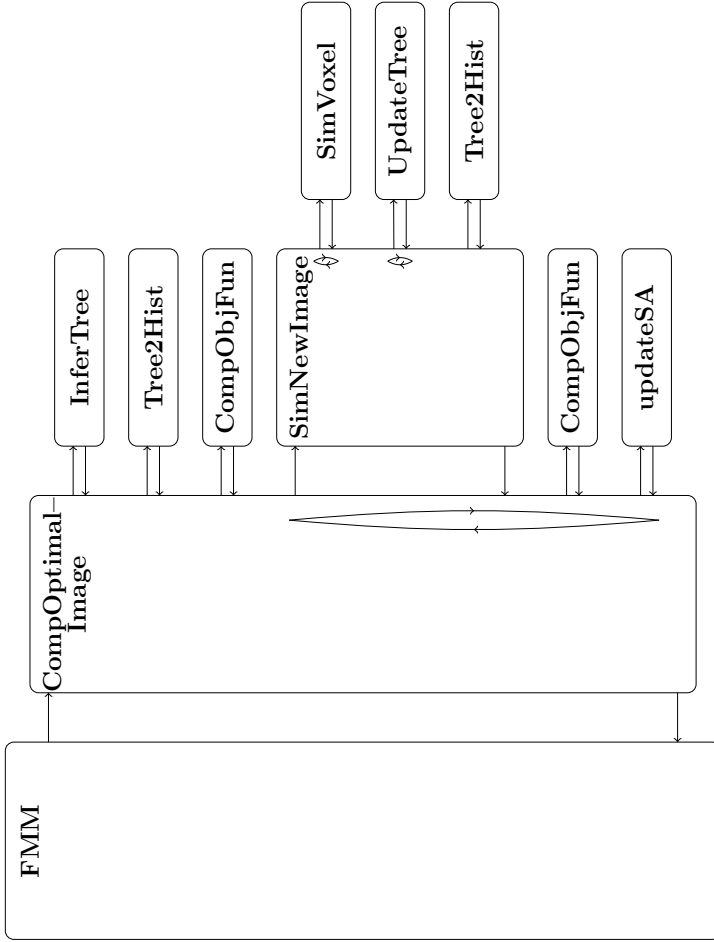 FMM
CompOptimal–
Image
InferTree
Tree2Hist
CompObjFun
SimNewImage
SimVoxel
UpdateTree
Tree2Hist
CompObjFun
updateSA